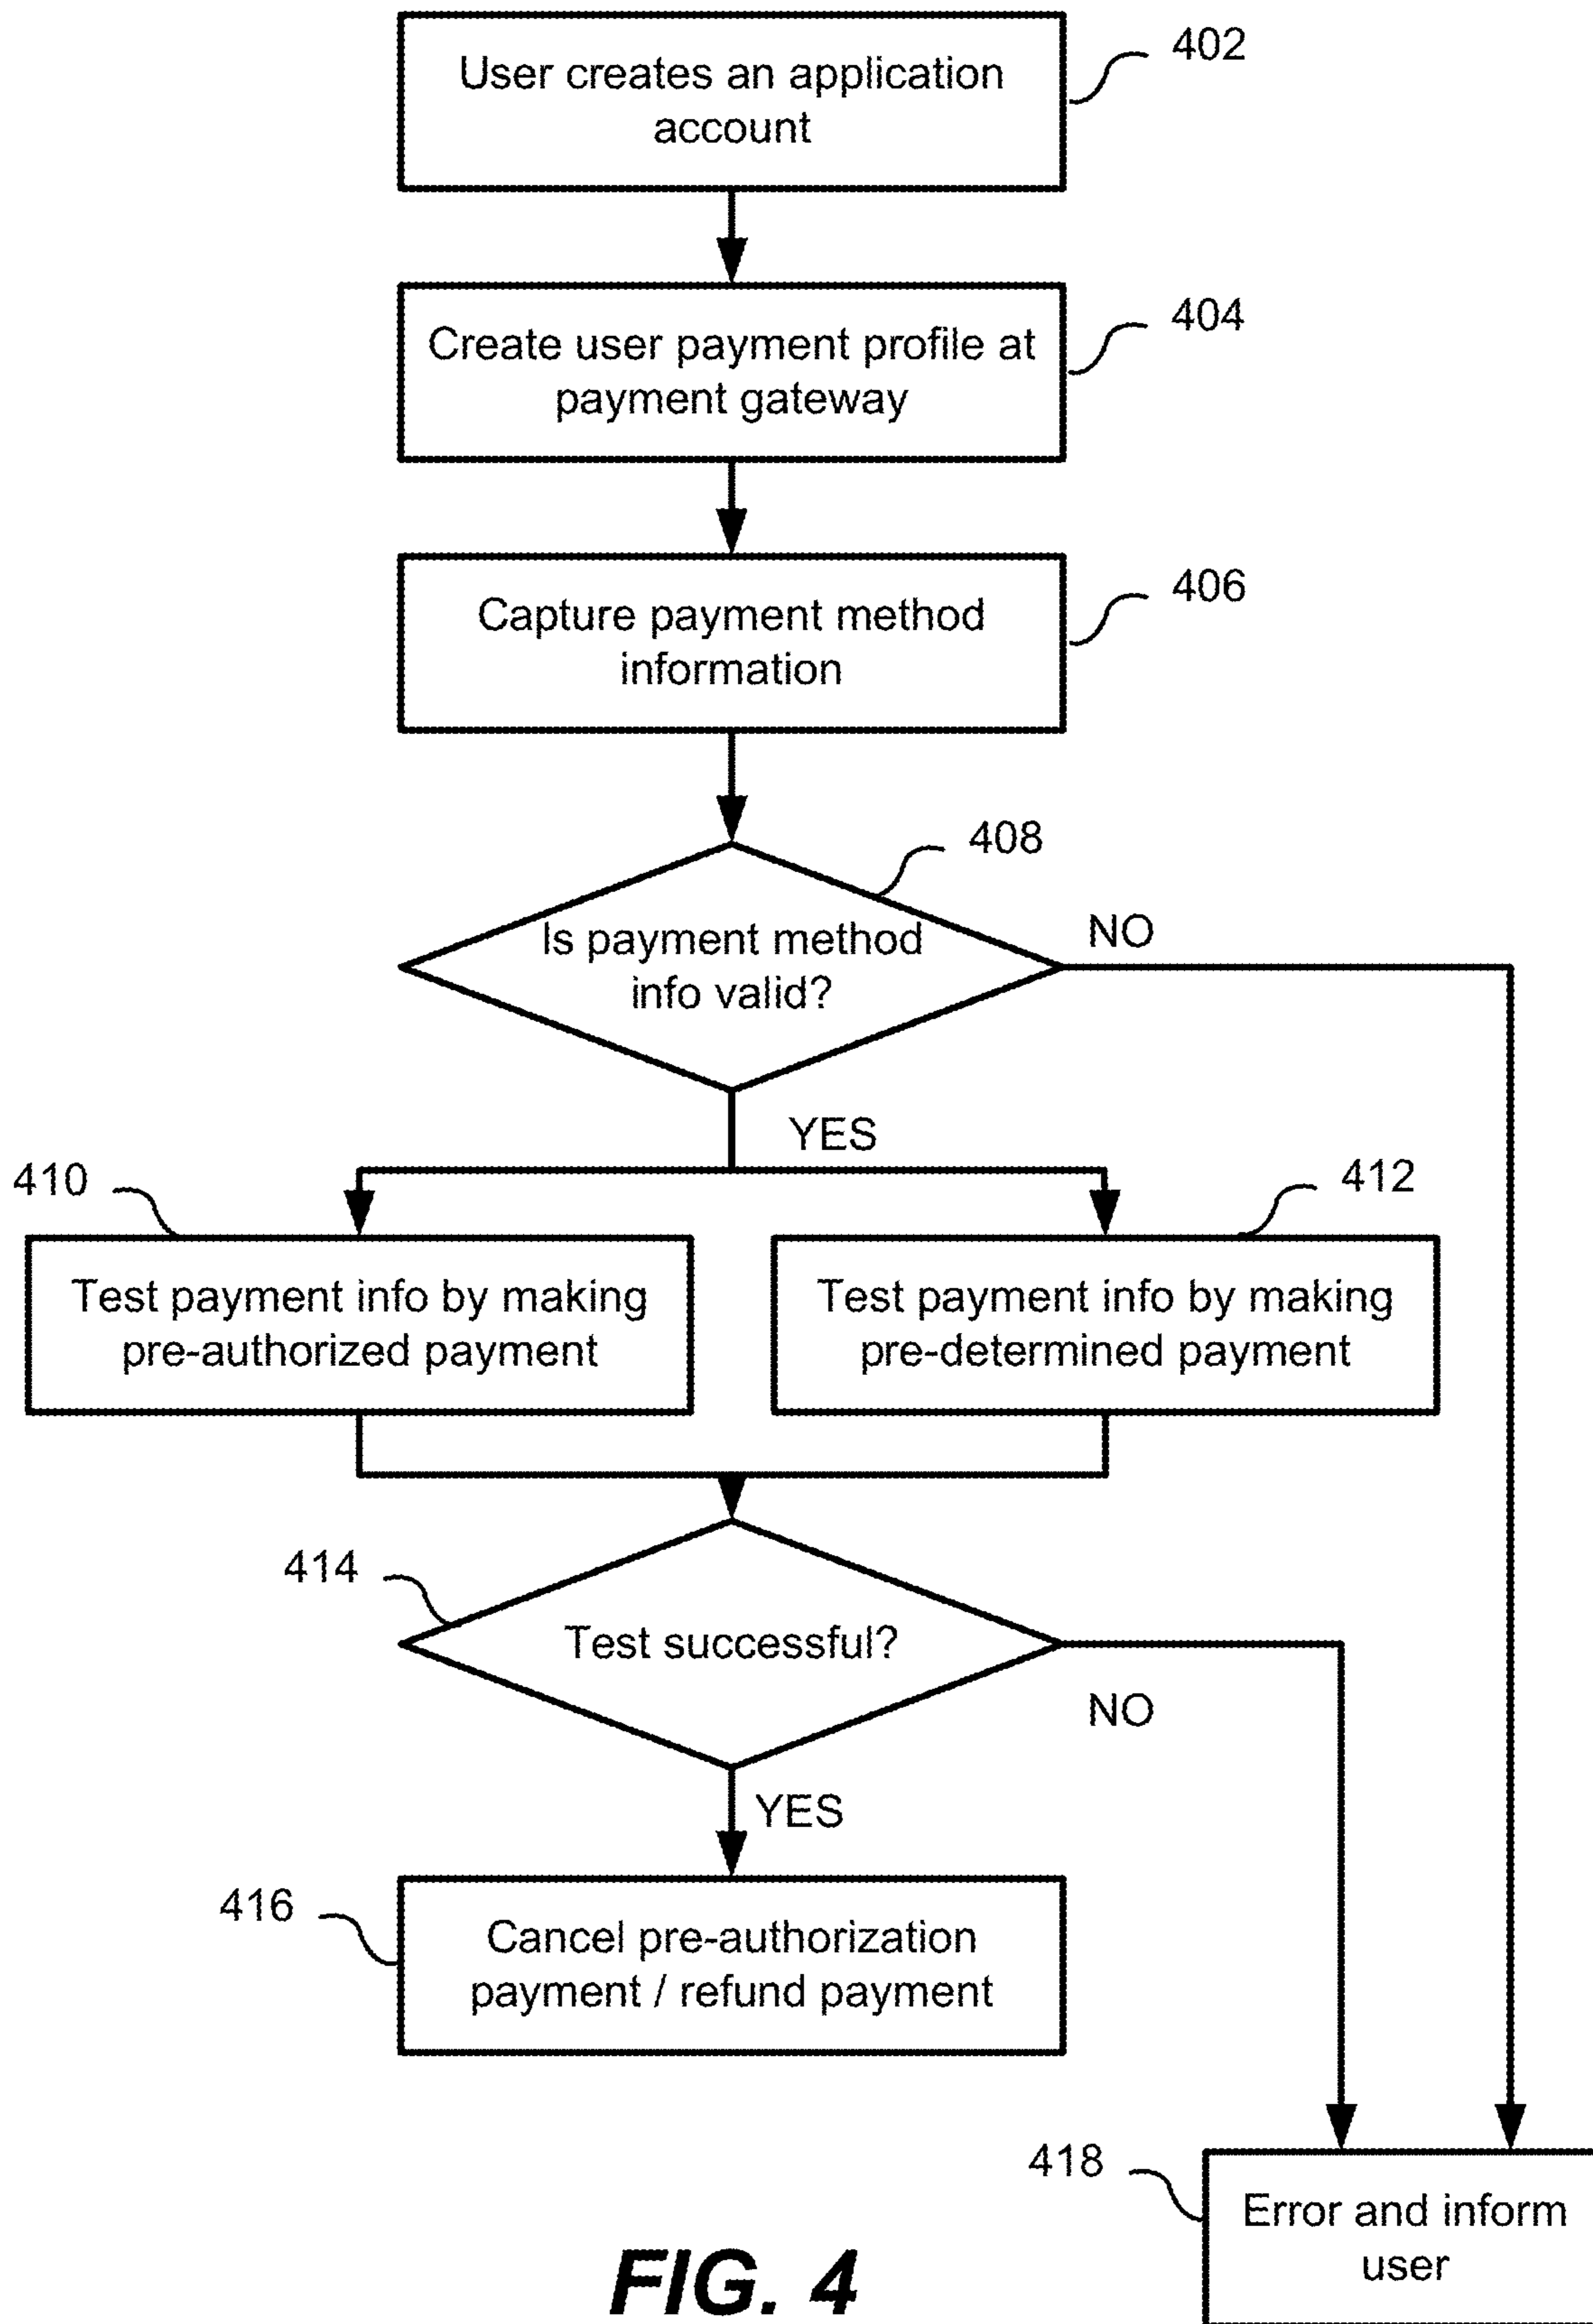 User creates an application
account
402
Create user payment profile at
payment gateway
404
Capture payment method
information
406
408
Is payment method
info valid?
NO
YES
410
412
Test payment info by making
pre-authorized payment
Test payment info by making
pre-determined payment
414
Test successful?
NO
YES
416
Cancel pre-authorization
payment / refund payment
418
Error and inform
user
FIG. 4